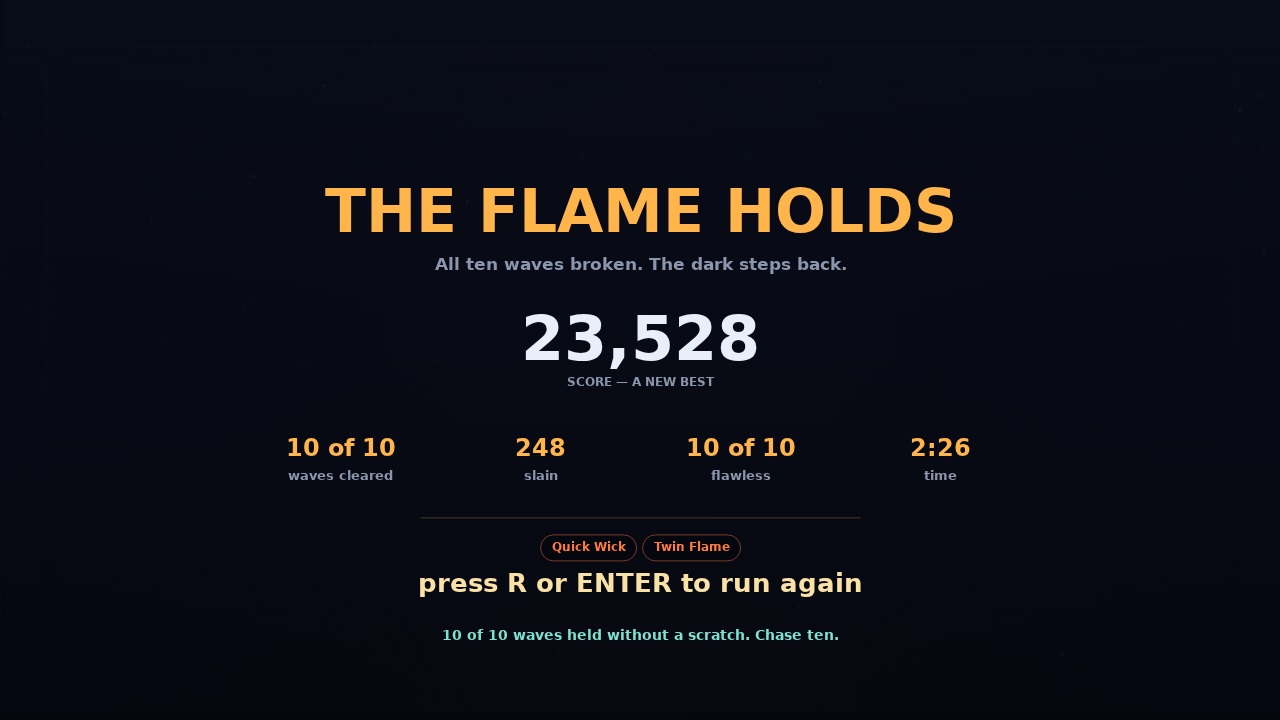 THE FLAME HOLDS
All ten waves broken. The dark steps back.
23,528
SCORE — A NEW BEST
10 of 10 248 10 of 10 2:26
waves cleared slain flawless time
Quick Wick Twin Flame
press R or ENTER to run again
10 of 10 waves held without a scratch. Chase ten.